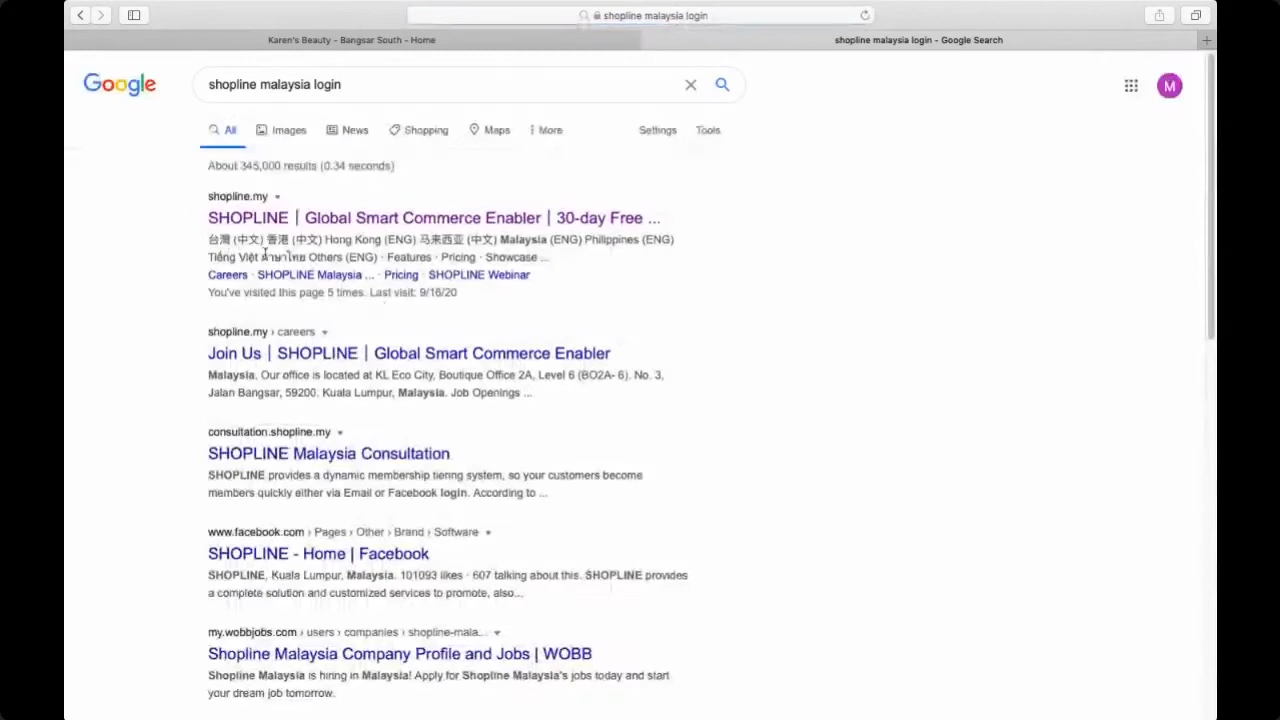 shopline malaysia login
Karen's Beauty - Bangsar South - Home
shopline malaysia login - Google Search
Google
shopline malaysia login
M
All
Images
News
Shopping
Maps
More
Settings
Tools
About 345,000 results (0.34 seconds)
shopline.my
SHOPLINE | Global Smart Commerce Enabler | 30-day Free ...
台灣 (中文) 香港 (中文) Hong Kong (ENG) 马来西亚 (中文) Malaysia (ENG) Philippines (ENG)
Tiếng Việt ภาษาไทย Others (ENG) · Features · Pricing · Showcase ...
Careers · SHOPLINE Malaysia ... · Pricing · SHOPLINE Webinar
You've visited this page 5 times. Last visit: 9/16/20
shopline.my › careers
Join Us | SHOPLINE | Global Smart Commerce Enabler
Malaysia. Our office is located at KL Eco City, Boutique Office 2A, Level 6 (BO2A- 6). No. 3,
Jalan Bangsar, 59200, Kuala Lumpur, Malaysia. Job Openings ...
consultation.shopline.my
SHOPLINE Malaysia Consultation
SHOPLINE provides a dynamic membership tiering system, so your customers become
members quickly either via Email or Facebook login. According to ...
www.facebook.com › Pages › Other › Brand › Software
SHOPLINE - Home | Facebook
SHOPLINE, Kuala Lumpur, Malaysia. 101093 likes · 607 talking about this. SHOPLINE provides
a complete solution and customized services to promote, also...
my.wobbjobs.com › users › companies › shopline-mala...
Shopline Malaysia Company Profile and Jobs | WOBB
Shopline Malaysia is hiring in Malaysia! Apply for Shopline Malaysia's jobs today and start
your dream job tomorrow.